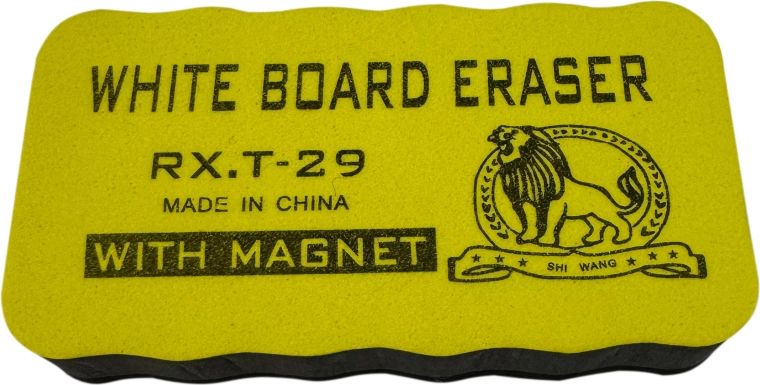 WHITE BOARD ERASER
RX.T-29
MADE IN CHINA
WITH MAGNET
★ ★ ★ SHI WANG ★ ★ ★